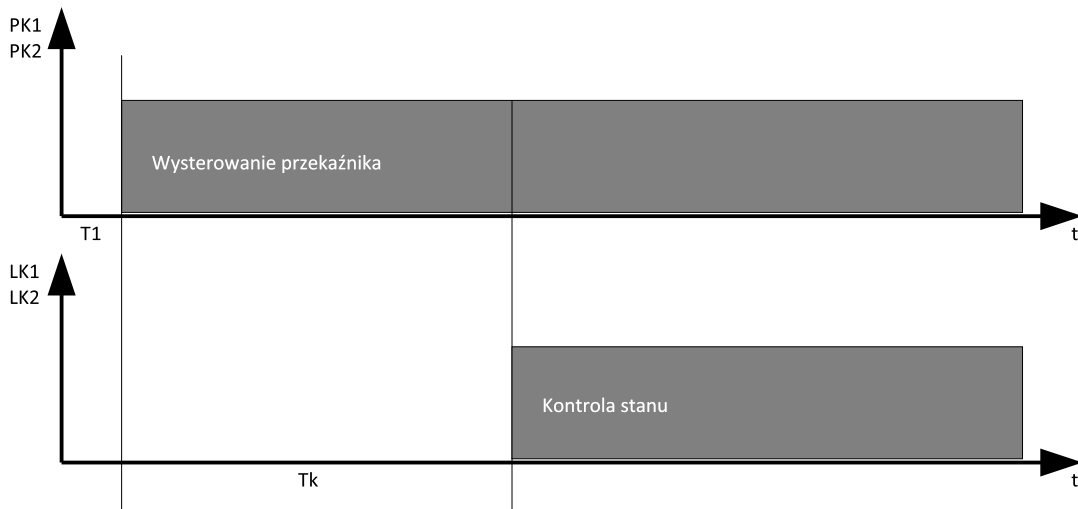 PK1
PK2
Wysterowanie przekaźnika
T1
t
LK1
LK2
Kontrola stanu
Tk
t